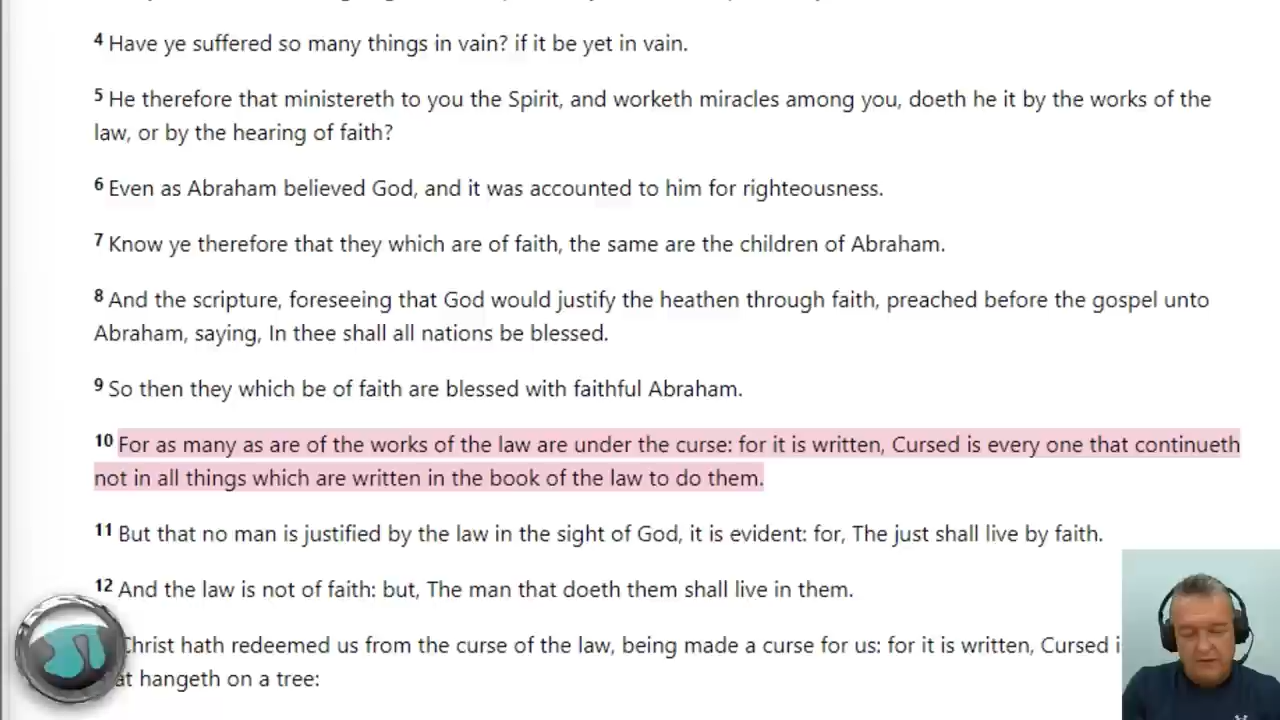 4 Have ye suffered so many things in vain? if it be yet in vain.
5 He therefore that ministereth to you the Spirit, and worketh miracles among you, doeth he it by the works of the
law, or by the hearing of faith?
6 Even as Abraham believed God, and it was accounted to him for righteousness.
7 Know ye therefore that they which are of faith, the same are the children of Abraham.
8 And the scripture, foreseeing that God would justify the heathen through faith, preached before the gospel unto
Abraham, saying, In thee shall all nations be blessed.
9 So then they which be of faith are blessed with faithful Abraham.
10 For as many as are of the works of the law are under the curse: for it is written, Cursed is every one that continueth
not in all things which are written in the book of the law to do them.
11 But that no man is justified by the law in the sight of God, it is evident: for, The just shall live by faith.
12 And the law is not of faith: but, The man that doeth them shall live in them.
Christ hath redeemed us from the curse of the law, being made a curse for us: for it is written, Cursed
hangeth on a tree: